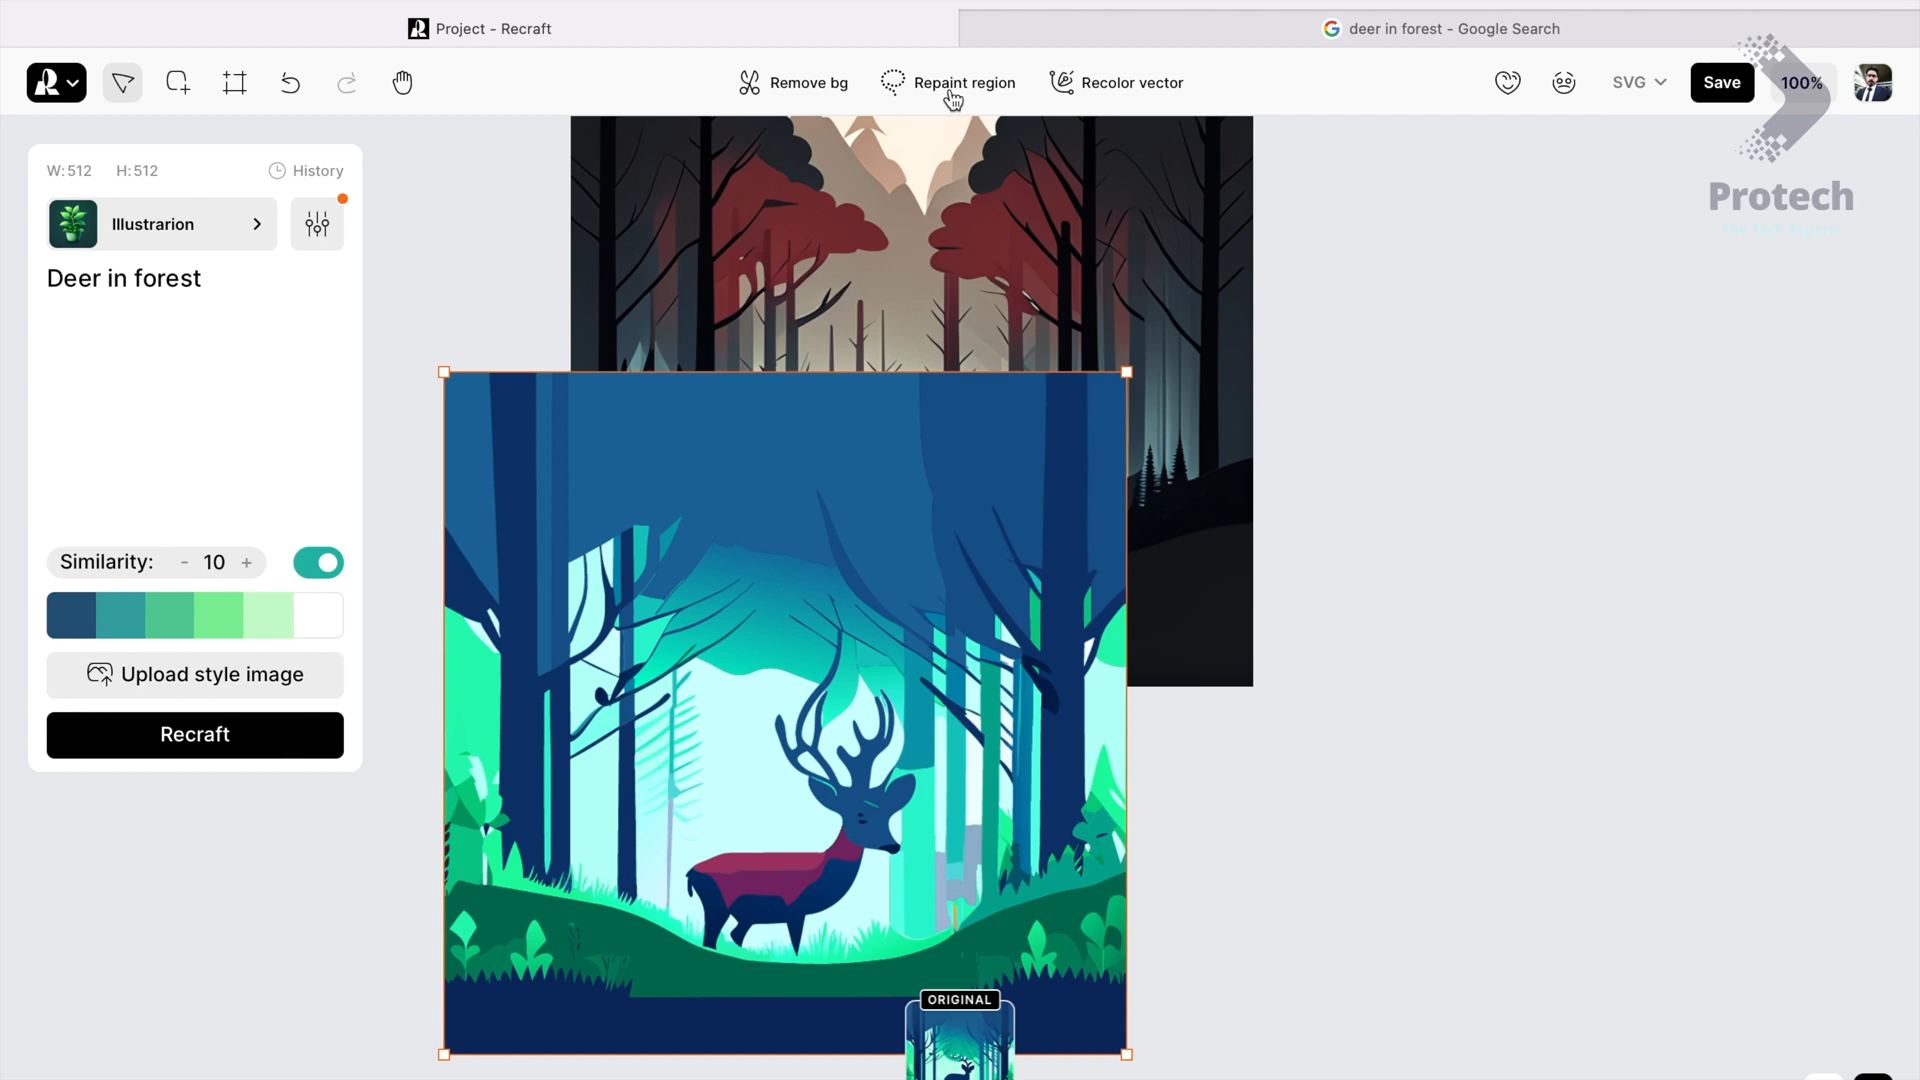 Project - Recraft
deer in forest - Google Search
Remove bg
Repaint region
Recolor vector
SVG
Save
100%
W:512 H:512
History
Protech
Illustrarion
Deer in forest
Similarity: - 10 +
Upload style image
Recraft
ORIGINAL